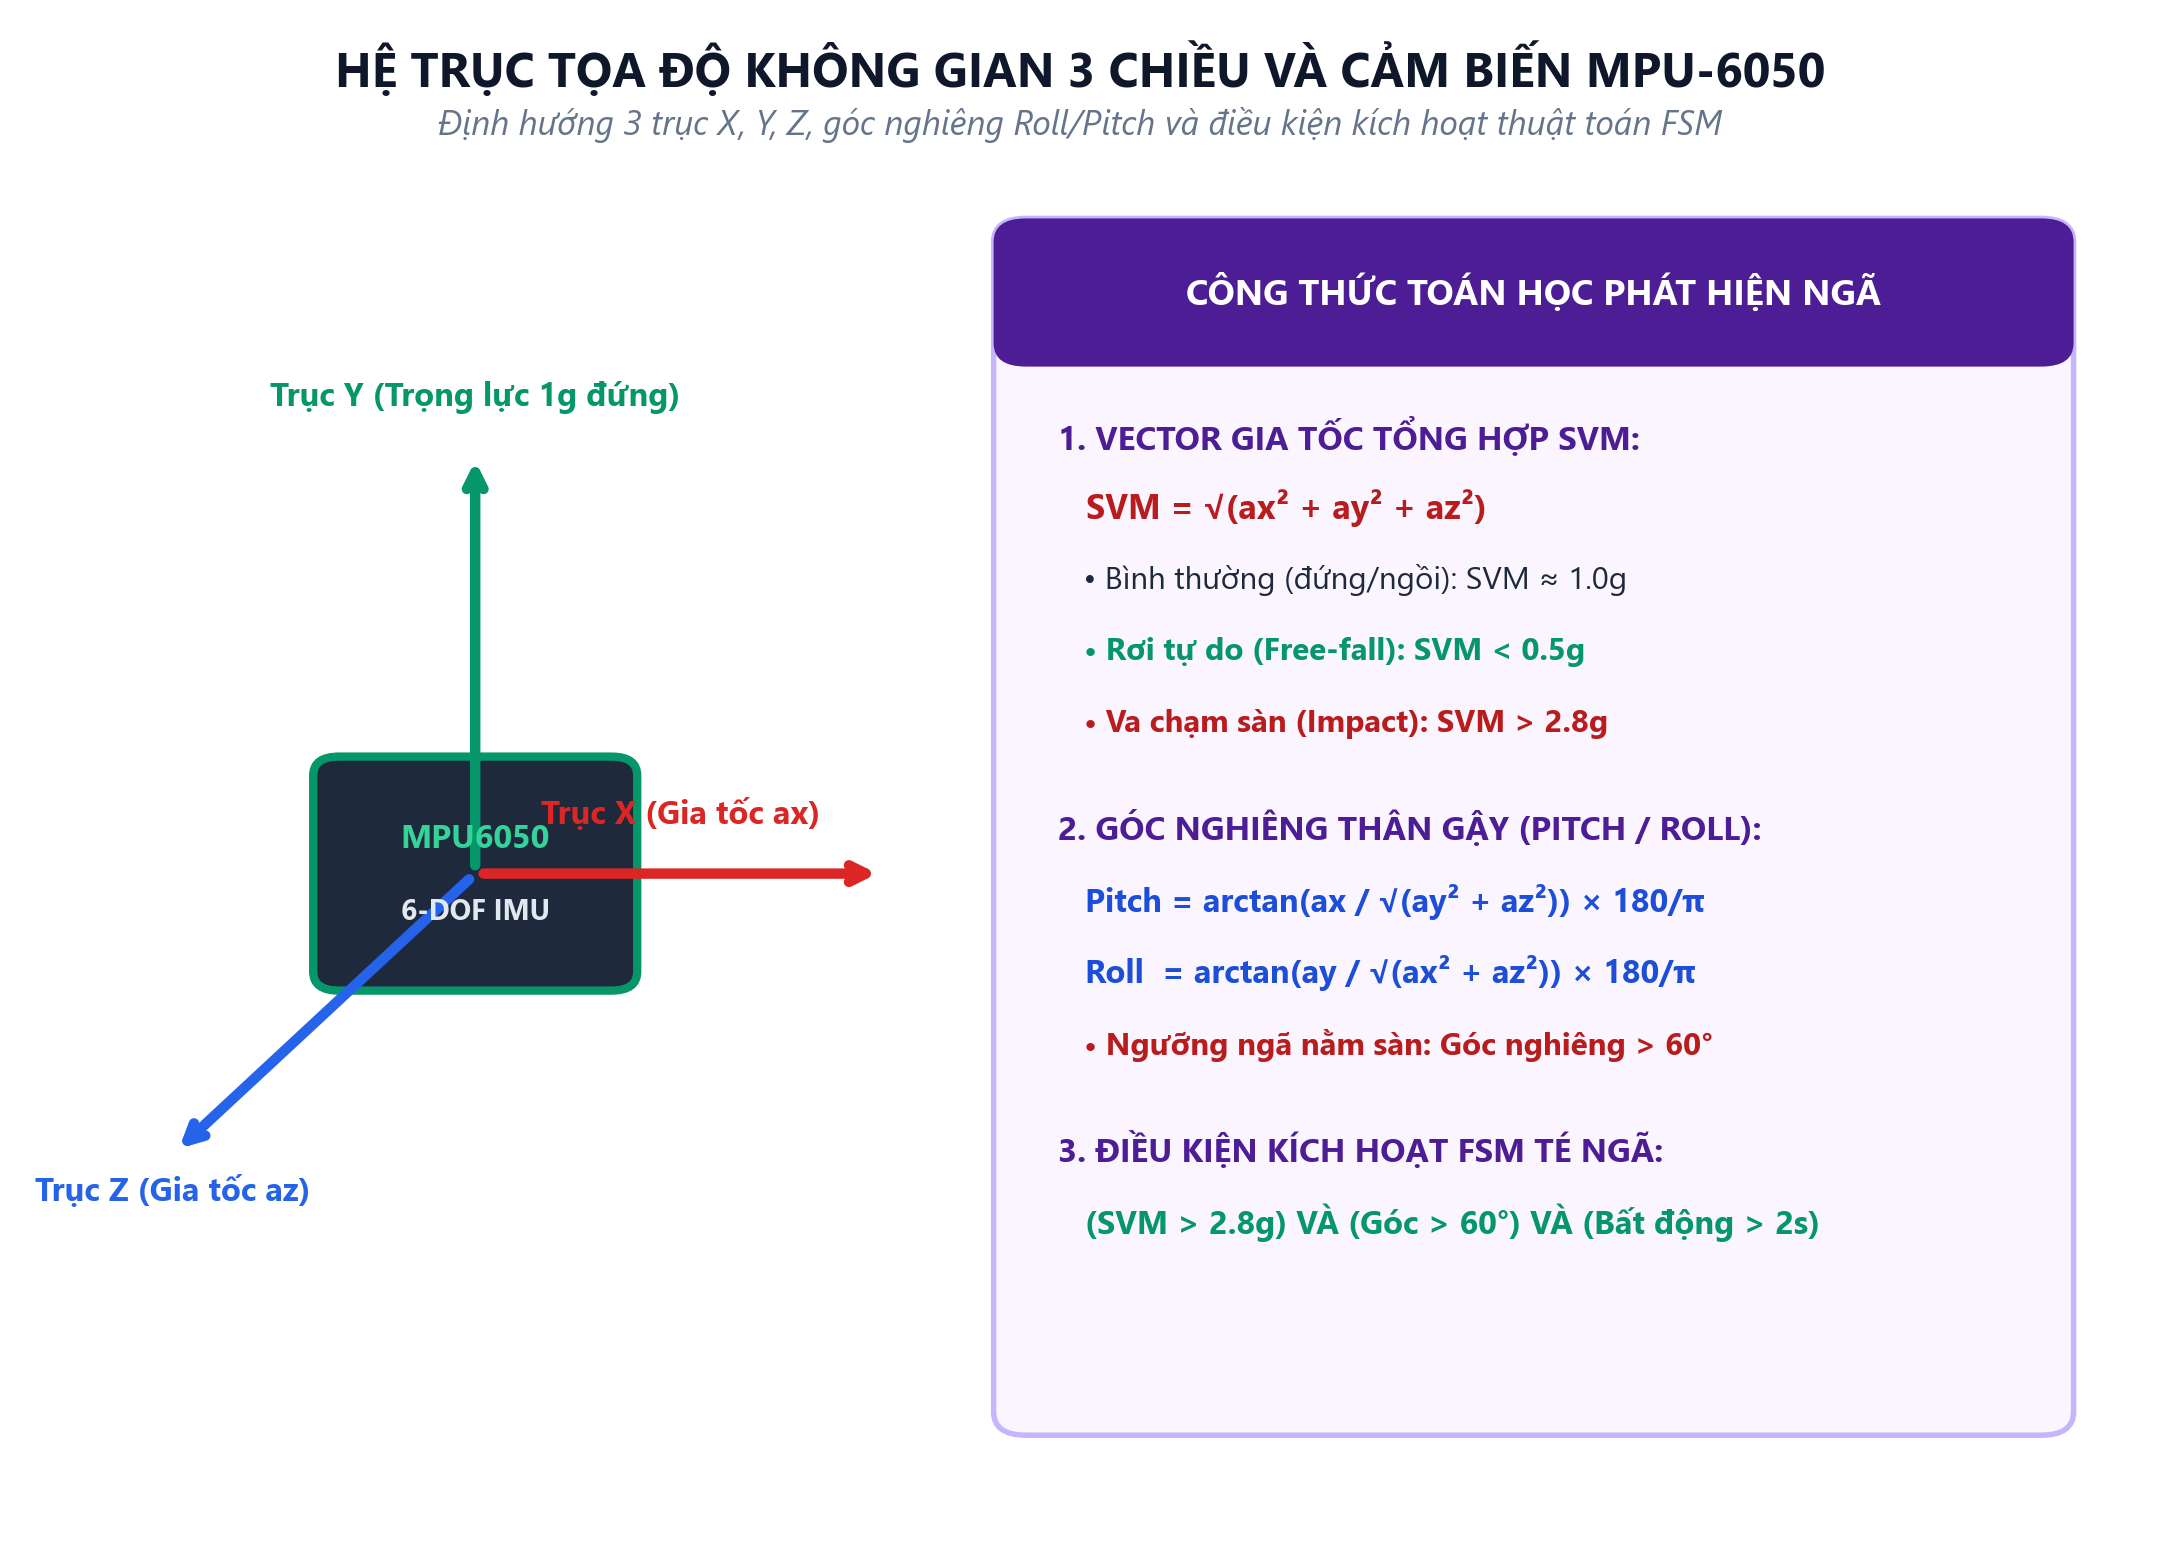 HỆ TRỤC TỌA ĐỘ KHÔNG GIAN 3 CHIỀU VÀ CẢM BIẾN MPU-6050
Định hướng 3 trục X, Y, Z, góc nghiêng Roll/Pitch và điều kiện kích hoạt thuật toán FSM
Trục Y (Trọng lực 1g đứng)
Trục X (Gia tốc ax)
MPU6050
6-DOF IMU
Trục Z (Gia tốc az)
CÔNG THỨC TOÁN HỌC PHÁT HIỆN NGÃ
1. VECTOR GIA TỐC TỔNG HỢP SVM:
SVM = √(ax² + ay² + az²)
• Bình thường (đứng/ngồi): SVM ≈ 1.0g
• Rơi tự do (Free-fall): SVM < 0.5g
• Va chạm sàn (Impact): SVM > 2.8g
2. GÓC NGHIÊNG THÂN GẬY (PITCH / ROLL):
Pitch = arctan(ax / √(ay² + az²)) × 180/π
Roll = arctan(ay / √(ax² + az²)) × 180/π
• Ngưỡng ngã nằm sàn: Góc nghiêng > 60°
3. ĐIỀU KIỆN KÍCH HOẠT FSM TÉ NGÃ:
(SVM > 2.8g) VÀ (Góc > 60°) VÀ (Bất động > 2s)